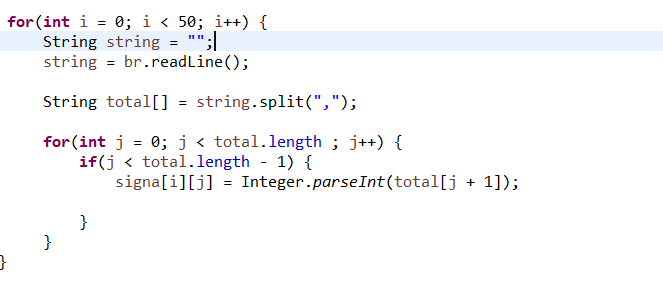 for(int i = 0; i < 50; i++) {
String string = "";
string = br.readLine();
String total[] = string.split(",");
for(int j = 0; j < total.length ; j++) {
if(j < total.length - 1) {
signa[i][j] = Integer.parseInt(total[j + 1]);
}
}
}